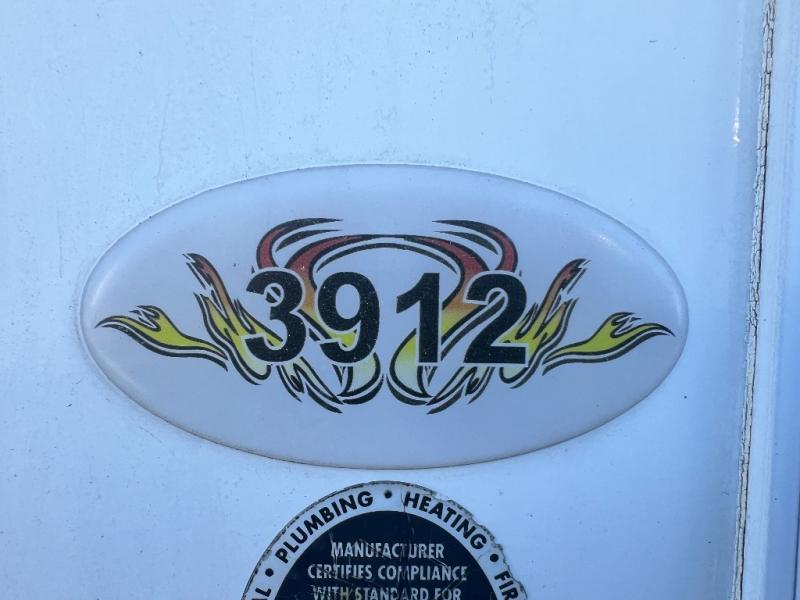 3912
PLUMBING • HEATING •
MANUFACTURER
CERTIFIES COMPLIANCE
WITH STANDARD FOR